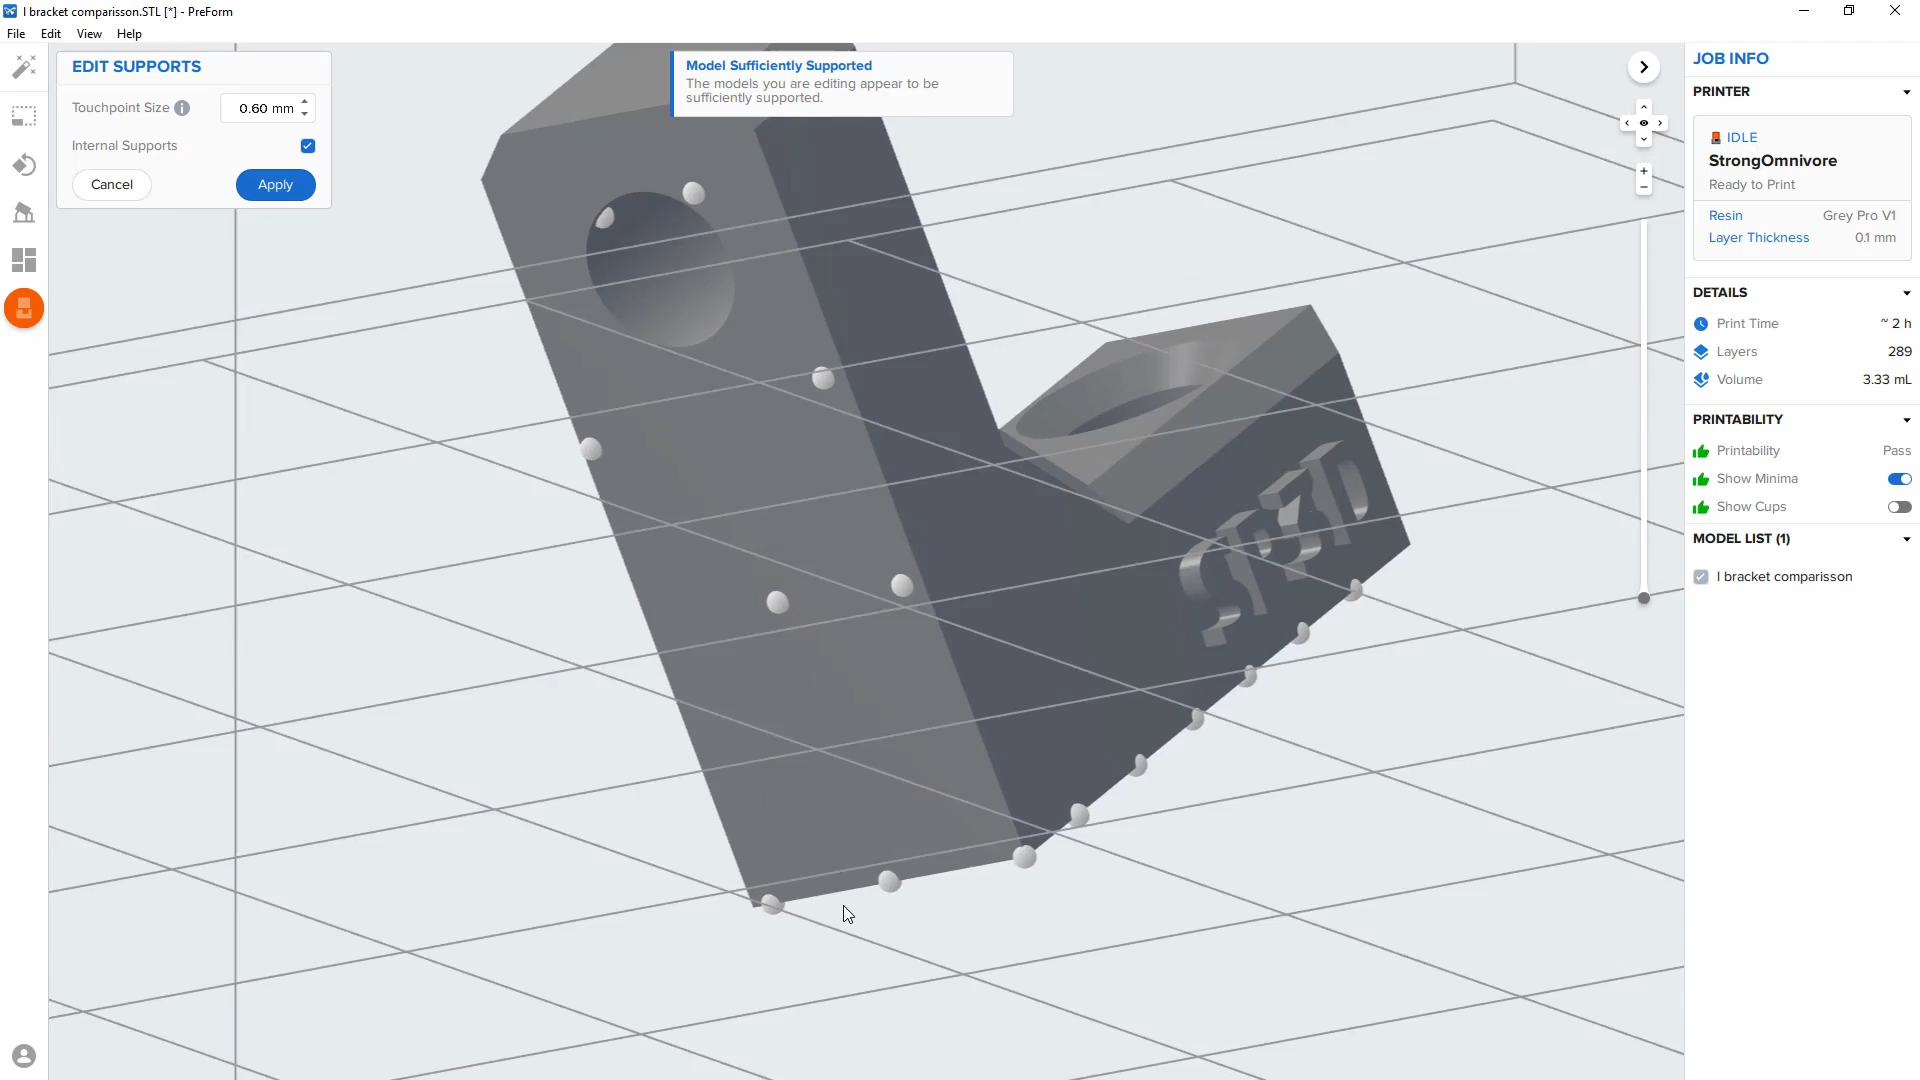 I bracket comparisson.STL [*] - PreForm
File Edit View Help
EDIT SUPPORTS
Touchpoint Size 0.60 mm
Internal Supports
Cancel Apply
Model Sufficiently Supported
The models you are editing appear to be
sufficiently supported.
SP3D
JOB INFO
PRINTER
IDLE
StrongOmnivore
Ready to Print
Resin Grey Pro V1
Layer Thickness 0.1 mm
DETAILS
Print Time ~ 2 h
Layers 289
Volume 3.33 mL
PRINTABILITY
Printability Pass
Show Minima
Show Cups
MODEL LIST (1)
I bracket comparisson